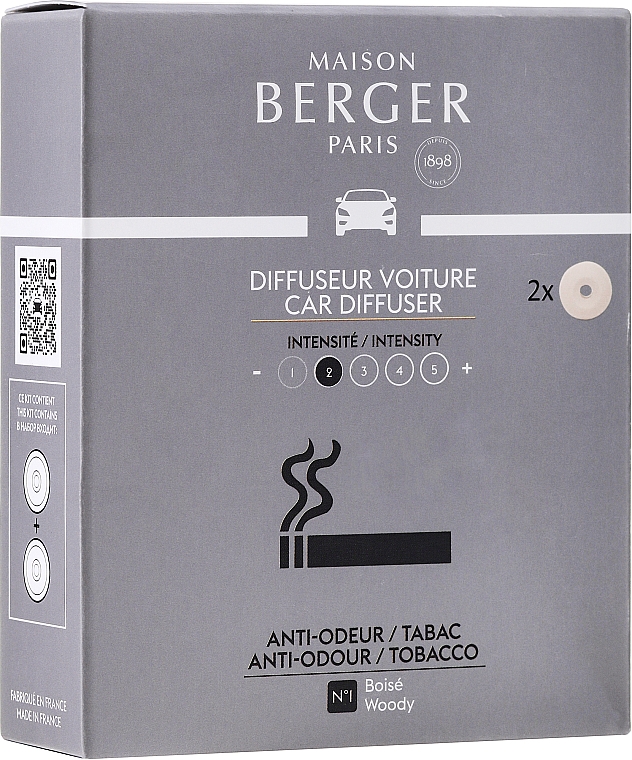 MAISON
BERGER
PARIS
DEPUIS
1898
SINCE
DIFFUSEUR VOITURE
CAR DIFFUSER
2x
INTENSITÉ / INTENSITY
- 1 2 3 4 5 +
ANTI-ODEUR / TABAC
ANTI-ODOUR / TOBACCO
N°1 Boisé
Woody
CE KIT CONTIENT
THIS KIT CONTAINS
В НАБОР ВХОДИТ:
+
FABRIQUÉ EN FRANCE
MADE IN FRANCE